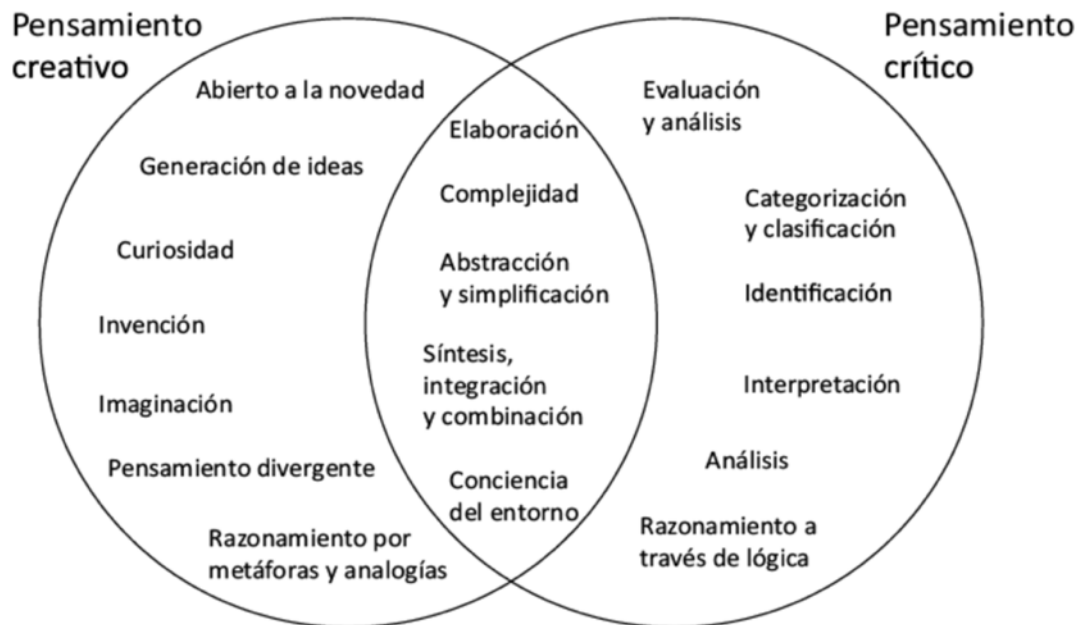 Pensamiento
creativo
Abierto a la novedad
Generación de ideas
Curiosidad
Invención
Imaginación
Pensamiento divergente
Razonamiento por
metáforas y analogías
Elaboración
Complejidad
Abstracción
y simplificación
Síntesis,
integración
y combinación
Conciencia
del entorno
Pensamiento
crítico
Evaluación
y análisis
Categorización
y clasificación
Identificación
Interpretación
Análisis
Razonamiento a
través de lógica